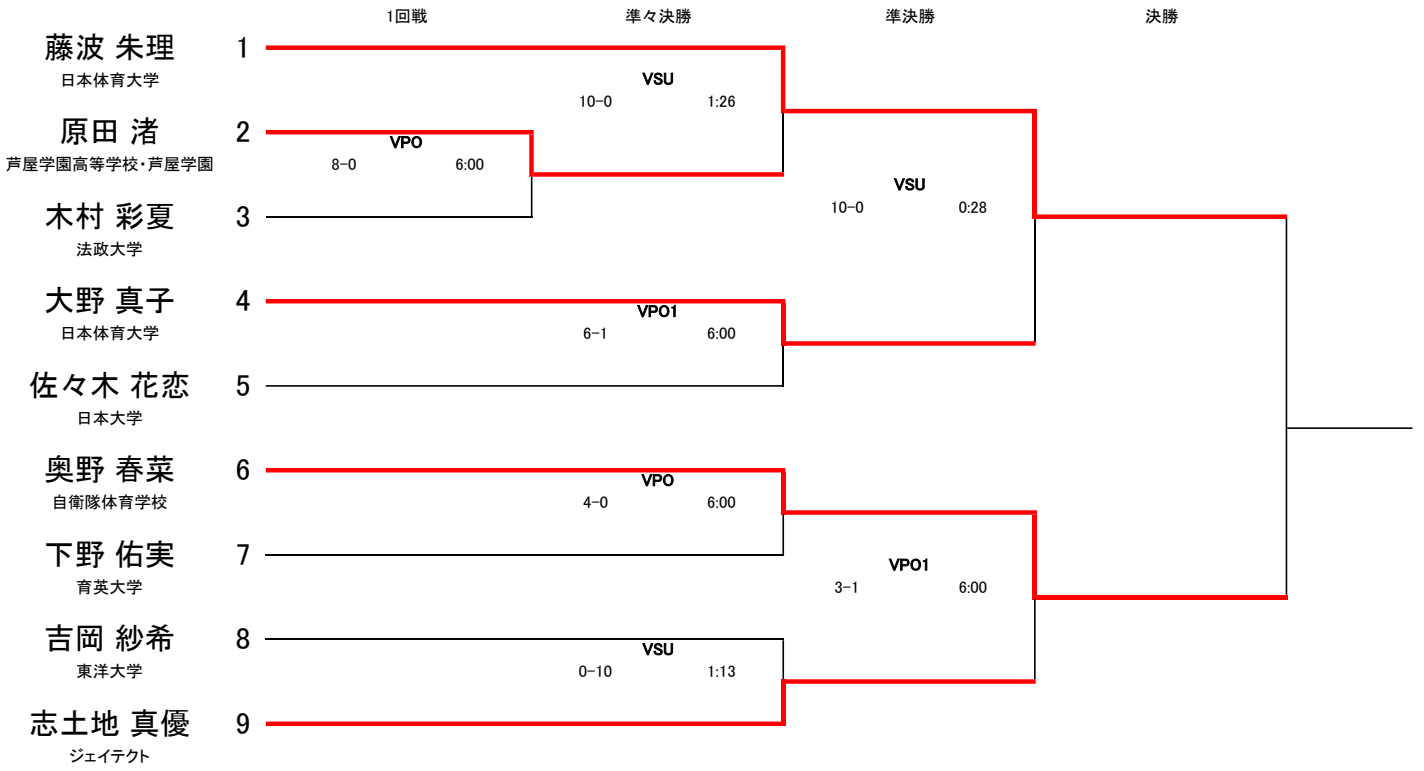 1回戦 準々決勝 準決勝 決勝
藤波 朱理 1
日本体育大学
VSU
10-0 1:26
原田 渚 2
芦屋学園高等学校・芦屋学園
VPO
8-0 6:00
VSU
10-0 0:28
木村 彩夏 3
法政大学
大野 真子 4
日本体育大学
VPO1
6-1 6:00
佐々木 花恋 5
日本大学
奥野 春菜 6
自衛隊体育学校
VPO
4-0 6:00
下野 佑実 7
育英大学
VPO1
3-1 6:00
吉岡 紗希 8
東洋大学
VSU
0-10 1:13
志土地 真優 9
ジェイテクト